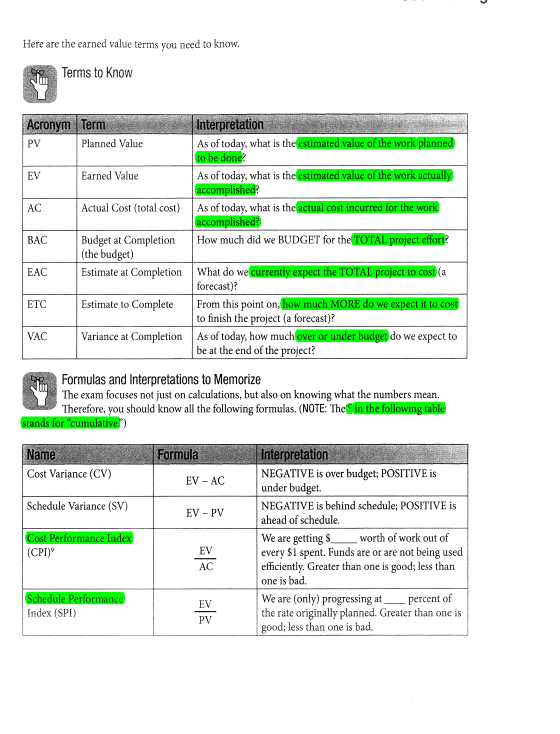 Here are the earned value terms you need to know.
Terms to Know
Acronym Term Interpretation
PV Planned Value As of today, what is the estimated value of the work planned
to be done?
EV Earned Value As of today, what is the estimated value of the work actually
accomplished?
AC Actual Cost (total cost) As of today, what is the actual cost incurred for the work
accomplished?
BAC Budget at Completion How much did we BUDGET for the TOTAL project effort?
(the budget)
EAC Estimate at Completion What do we currently expect the TOTAL project to cost (a
forecast)?
ETC Estimate to Complete From this point on, how much MORE do we expect it to cost
to finish the project (a forecast)?
VAC Variance at Completion As of today, how much over or under budget do we expect to
be at the end of the project?
Formulas and Interpretations to Memorize
The exam focuses not just on calculations, but also on knowing what the numbers mean.
Therefore, you should know all the following formulas. (NOTE: The c in the following table
stands for "cumulative.")
Name Formula Interpretation
Cost Variance (CV) EV – AC NEGATIVE is over budget; POSITIVE is
under budget.
Schedule Variance (SV) EV – PV NEGATIVE is behind schedule; POSITIVE is
ahead of schedule.
Cost Performance Index We are getting $_____ worth of work out of
(CPI)⁹ EV every $1 spent. Funds are or are not being used
AC efficiently. Greater than one is good; less than
one is bad.
Schedule Performance EV We are (only) progressing at ____ percent of
Index (SPI) PV the rate originally planned. Greater than one is
good; less than one is bad.